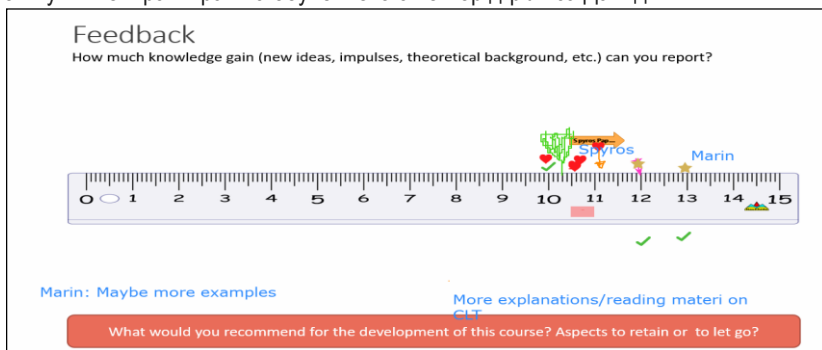 Feedback
How much knowledge gain (new ideas, impulses, theoretical background, etc.) can you report?
Spyros Pap...
Spyros
Marin
0 1 2 3 4 5 6 7 8 9 10 11 12 13 14 15
Marin: Maybe more examples
More explanations/reading materi on
CLT
What would you recommend for the development of this course? Aspects to retain or to let go?